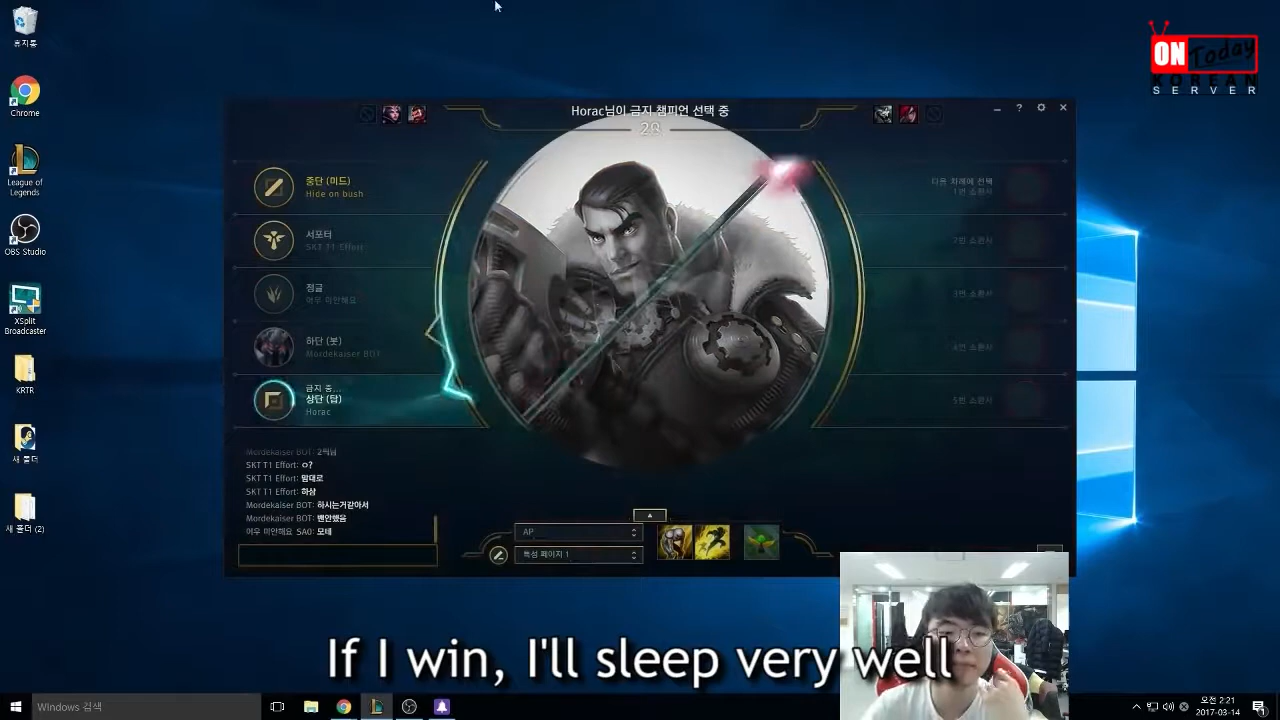 휴지통
Chrome
League of
Legends
OBS Studio
XSplit
Broadcaster
KRTR
새 폴더
새 폴더 (2)
ON Today
KOREAN
SERVER
Horac님이 금지 챔피언 선택 중
?
중단 (미드)
Hide on bush
서포터
SKT T1 Effort
정글
어우 미안해요
하단 (봇)
Mordekaiser BOT
금지 중...
상단 (탑)
Horac
다음 차례에 선택
1번 소환사
2번 소환사
3번 소환사
4번 소환사
5번 소환사
Mordekaiser BOT: 2픽님
SKT T1 Effort: ㅇ?
SKT T1 Effort: 맘대로
SKT T1 Effort: 하샴
Mordekaiser BOT: 하시는거같아서
Mordekaiser BOT: 밴안했음
어우 미안해요 SAO: 모데
AP
특성 페이지 1
If I win, I'll sleep very well
Windows 검색
오전 2:21
2017-03-14